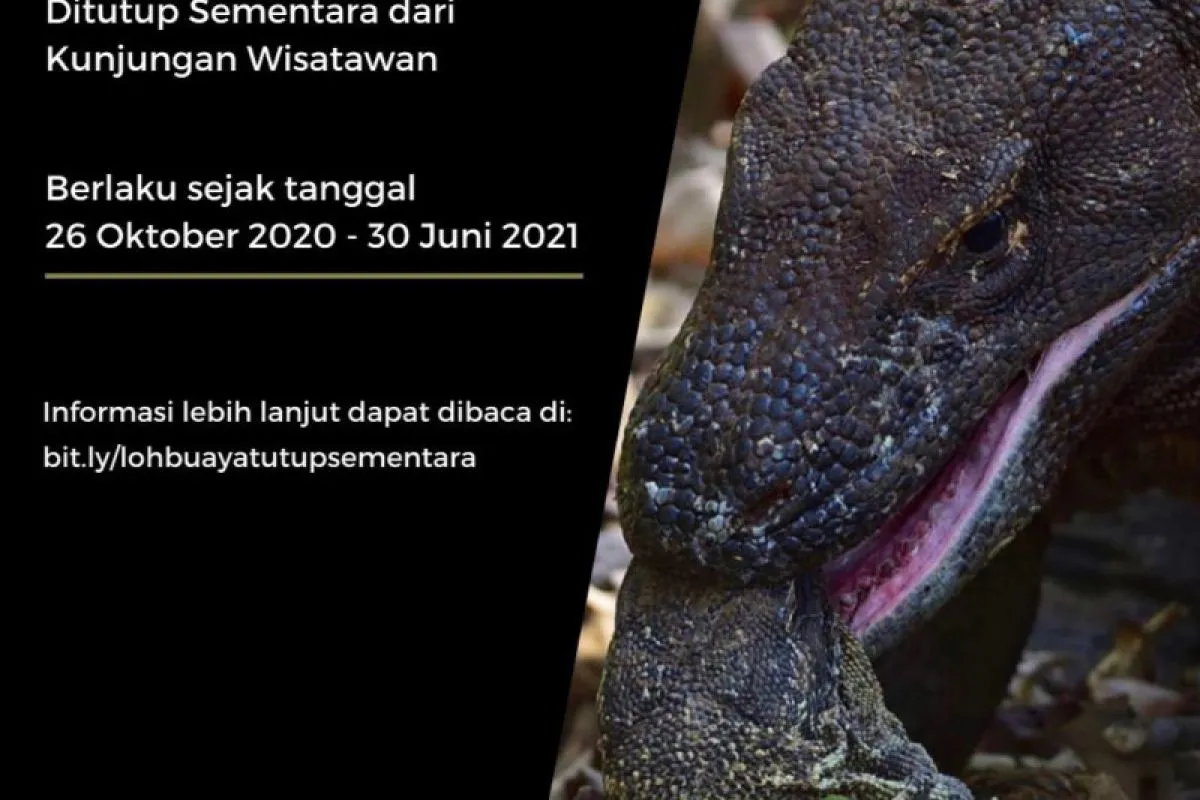 Ditutup Sementara dari
Kunjungan Wisatawan
Berlaku sejak tanggal
26 Oktober 2020 - 30 Juni 2021
Informasi lebih lanjut dapat dibaca di:
bit.ly/lohbuayatutupsementara